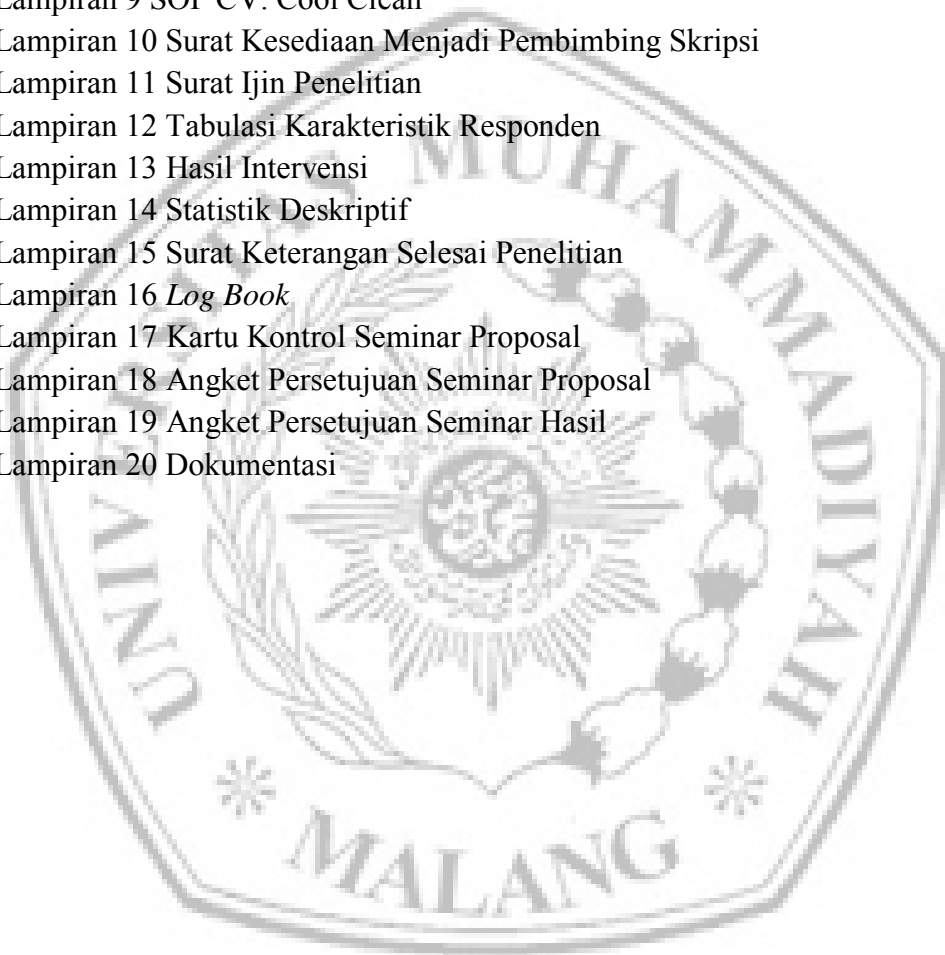 Lampiran 9 SOP CV. Cool Clean
Lampiran 10 Surat Kesediaan Menjadi Pembimbing Skripsi
Lampiran 11 Surat Ijin Penelitian
Lampiran 12 Tabulasi Karakteristik Responden
Lampiran 13 Hasil Intervensi
Lampiran 14 Statistik Deskriptif
Lampiran 15 Surat Keterangan Selesai Penelitian
Lampiran 16 Log Book
Lampiran 17 Kartu Kontrol Seminar Proposal
Lampiran 18 Angket Persetujuan Seminar Proposal
Lampiran 19 Angket Persetujuan Seminar Hasil
Lampiran 20 Dokumentasi
UNIVERSITAS MUHAMMADIYAH
MALANG